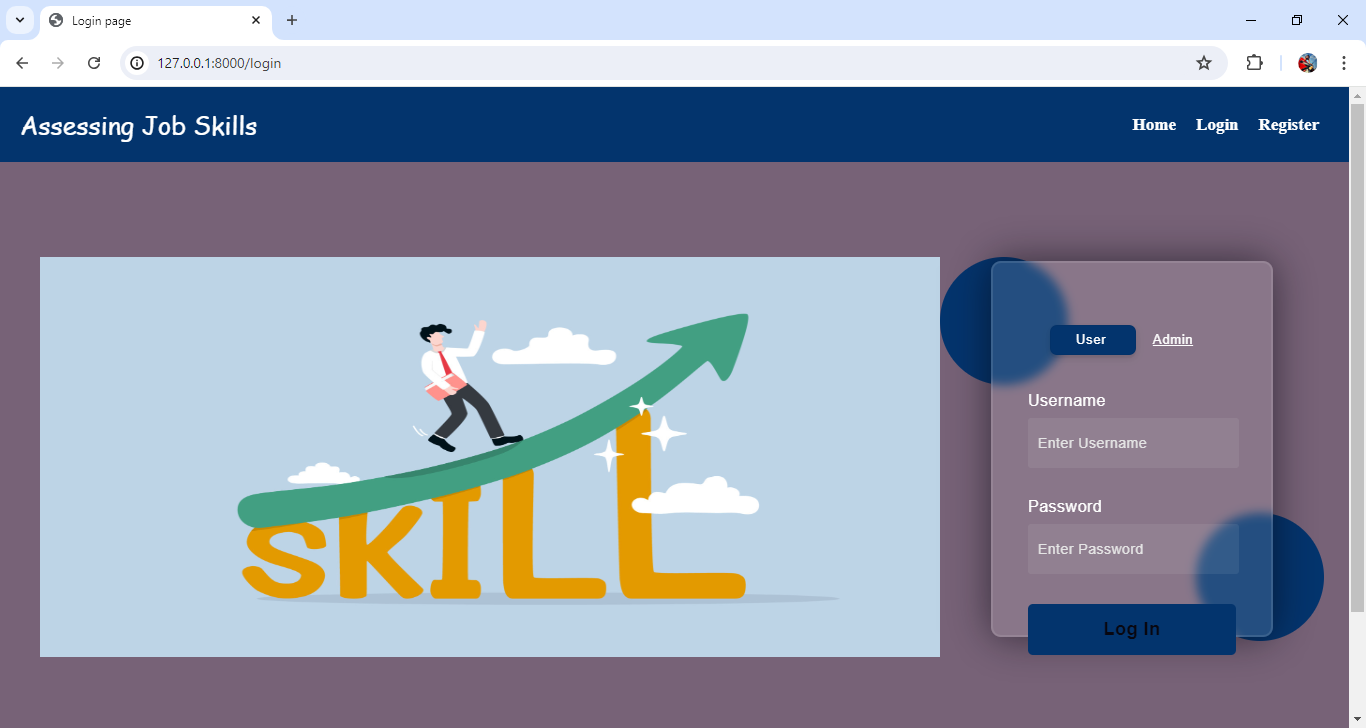 Login page
127.0.0.1:8000/login
Assessing Job Skills
Home Login Register
SKILL
User Admin
Username
Enter Username
Password
Enter Password
Log In